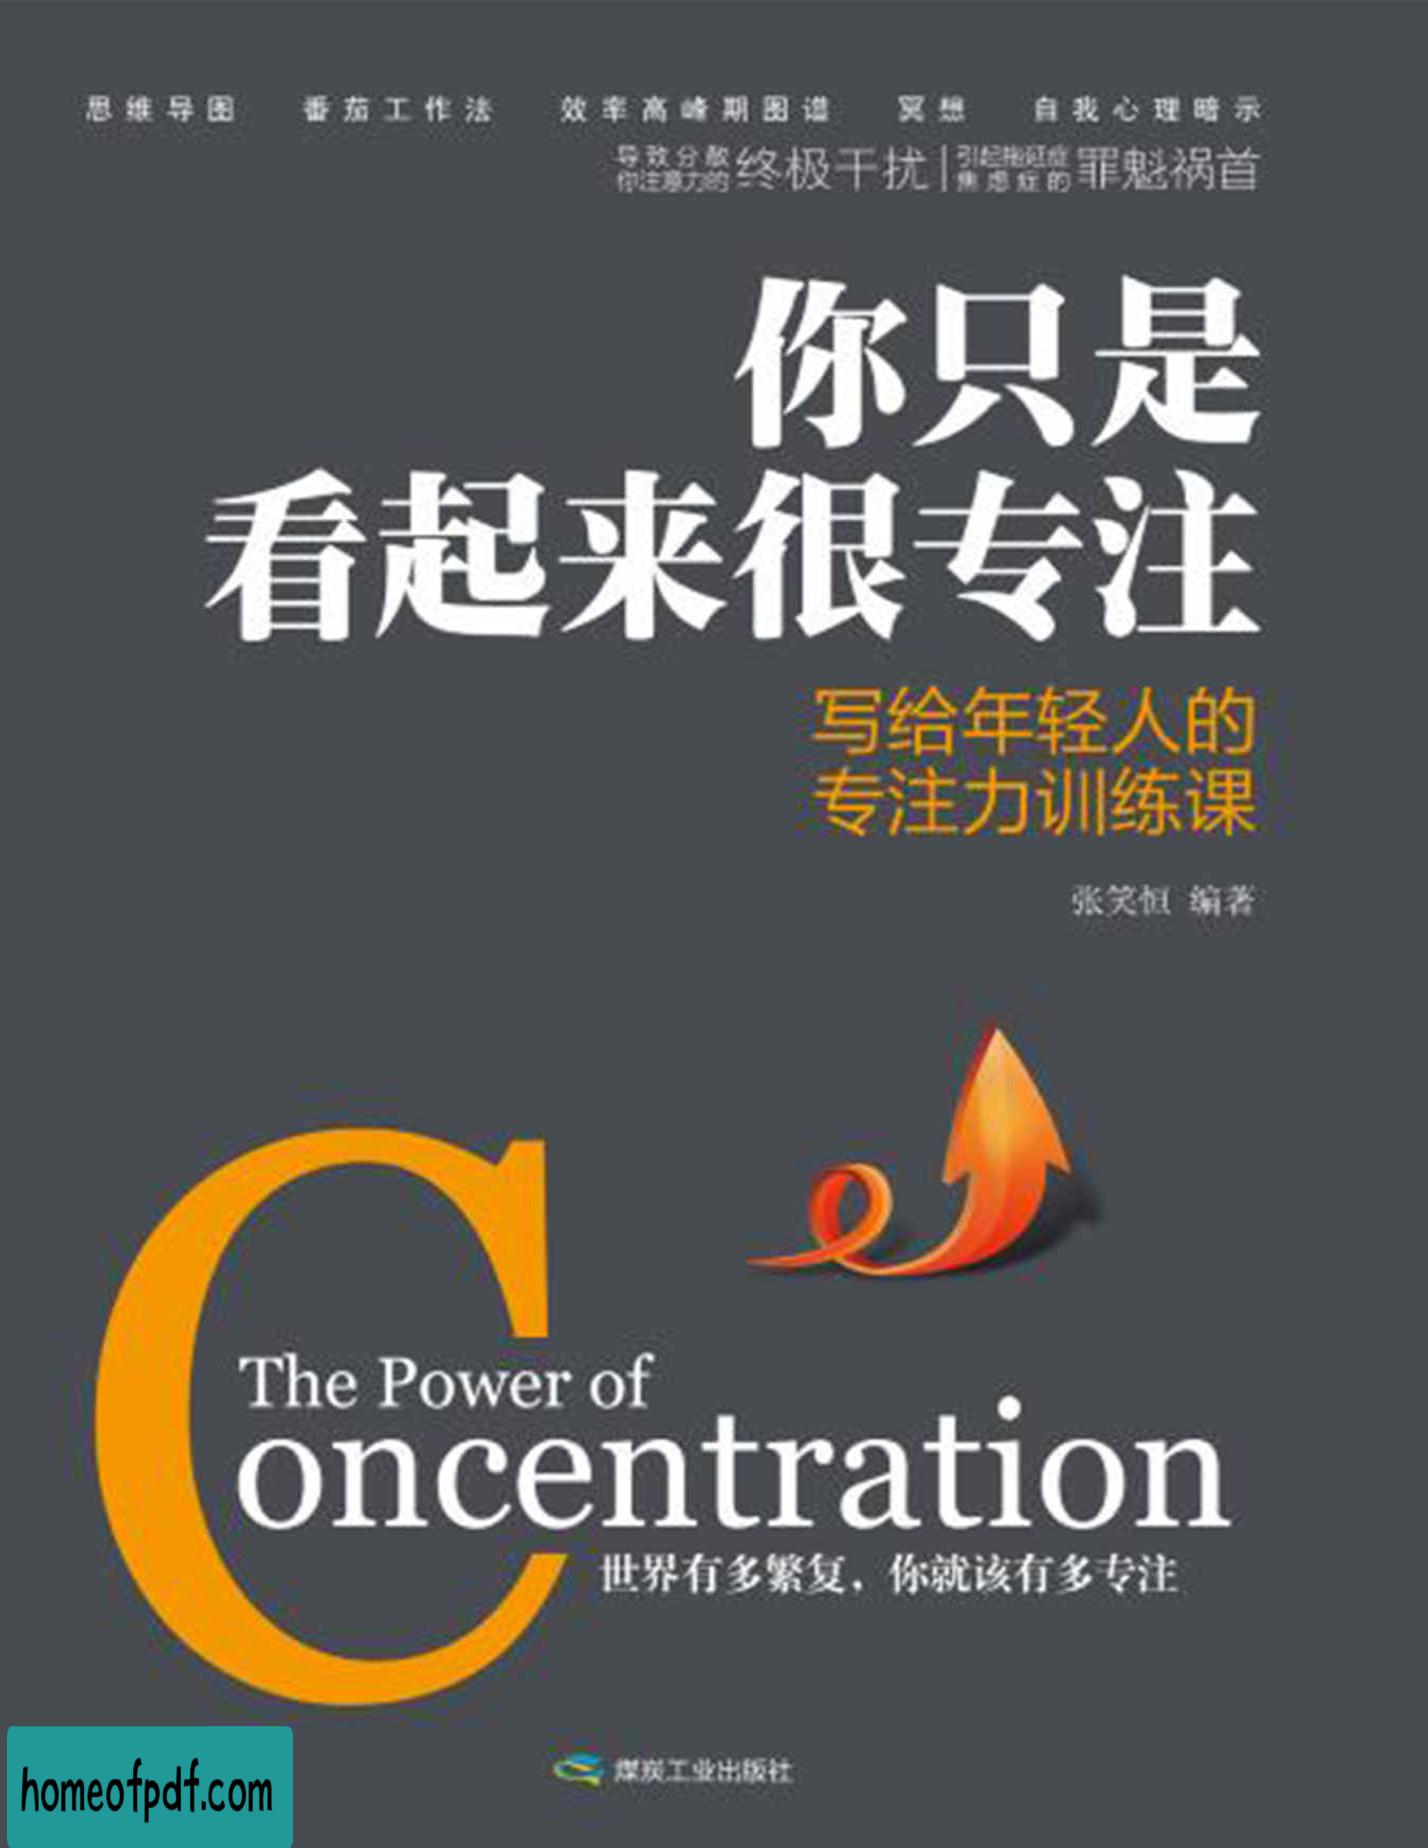 思维导图 番茄工作法 效率高峰期图谱 冥想 自我心理暗示
导致分散你注意力的终极干扰|引起拖延症焦虑症的罪魁祸首
你只是
看起来很专注
写给年轻人的
专注力训练课
张笑恒 编著
The Power of
Concentration
世界有多繁复，你就该有多专注
煤炭工业出版社
homeofpdf.com